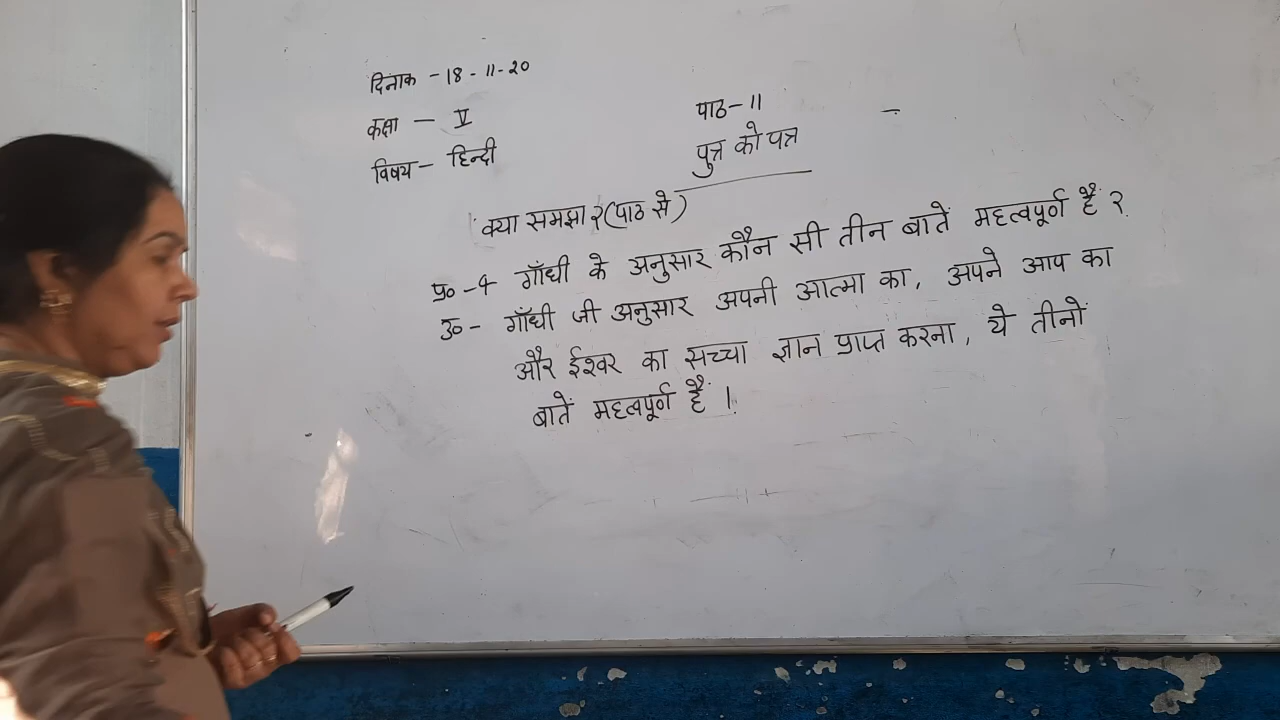 दिनाक - 18-11-20
कक्षा - V
विषय - हिन्दी
पाठ-11
पुत्र को पत्र
क्या समझा ?(पाठ से)
प्र०-4 गाँधी के अनुसार कौन सी तीन बातें महत्वपूर्ण हैं ?
उ०- गाँधी जी अनुसार अपनी आत्मा का, अपने आप का
और ईश्वर का सच्चा ज्ञान प्राप्त करना, ये तीनों
बातें महत्वपूर्ण हैं ।